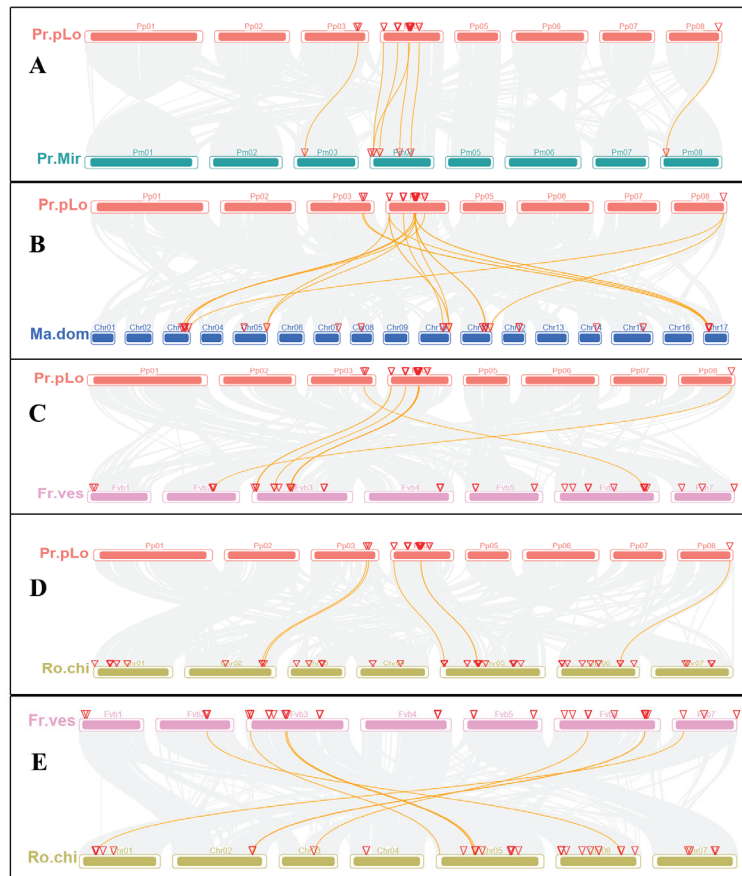 Pp01 Pp02 Pp03 Pp05 Pp06 Pp07 Pp08
Pr.pLo
A
Pm01 Pm02 Pm03 Pm05 Pm06 Pm07 Pm08
Pr.Mir
Pp01 Pp02 Pp03 Pp05 Pp06 Pp07 Pp08
Pr.pLo
B
Chr01 Chr02 Chr04 Chr05 Chr06 Chr09 Chr13 Chr16 Chr17
Ma.dom
Pp01 Pp02 Pp03 Pp05 Pp06 Pp07 Pp08
Pr.pLo
C
Fvb1 Fvb3 Fvb4 Fvb5
Fr.ves
Pp01 Pp02 Pp03 Pp05 Pp06 Pp07 Pp08
Pr.pLo
D
Ro.chi
Fvb1 Fvb3 Fvb4 Fvb5
Fr.ves
E
Chr02 Chr04 Chr05 Chr07
Ro.chi